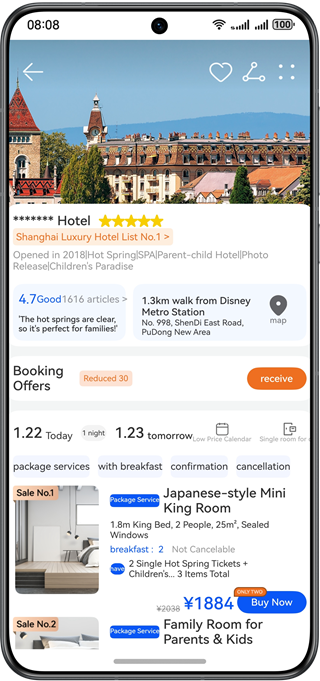 08:08
100
******* Hotel
Shanghai Luxury Hotel List No.1 >
Opened in 2018|Hot Spring|SPA|Parent-child Hotel|Photo
Release|Children's Paradise
4.7Good1616 articles >
'The hot springs are clear,
so it's perfect for families!'
1.3km walk from Disney
Metro Station
No. 998, ShenDi East Road,
PuDong New Area
map
Booking
Offers
Reduced 30
receive
1.22 Today
1 night
1.23 tomorrow
Low Price Calendar
Single room for
package services
with breakfast
confirmation
cancellation
Sale No.1
Package Service
Japanese-style Mini
King Room
1.8m King Bed, 2 People, 25m², Sealed
Windows
breakfast : 2 Not Cancelable
have
2 Single Hot Spring Tickets +
Children's... 3 Items Total
¥2038
¥1884
ONLY TWO
Buy Now
Sale No.2
Package Service
Family Room for
Parents & Kids